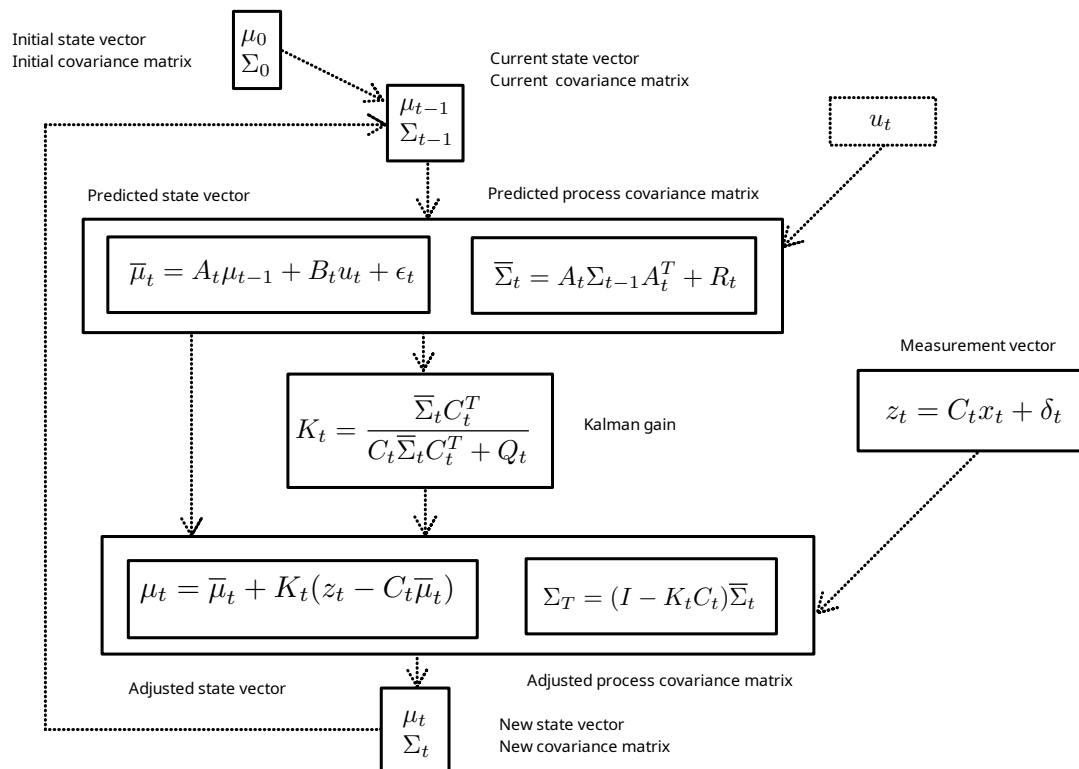 Initial state vector
Initial covariance matrix
μ₀
Σ₀
Current state vector
Current covariance matrix
μₜ₋₁
Σₜ₋₁
uₜ
Predicted state vector
Predicted process covariance matrix
μ̅ₜ = Aₜμₜ₋₁ + Bₜuₜ + ϵₜ
Σ̅ₜ = AₜΣₜ₋₁Aₜᵀ + Rₜ
Measurement vector
zₜ = Cₜxₜ + δₜ
Kₜ = \frac{Σ̅ₜCₜᵀ}{CₜΣ̅ₜCₜᵀ + Qₜ}
Kalman gain
μₜ = μ̅ₜ + Kₜ(zₜ − Cₜμ̅ₜ)
Σ_T = (I − KₜCₜ)Σ̅ₜ
Adjusted state vector
Adjusted process covariance matrix
μₜ
Σₜ
New state vector
New covariance matrix